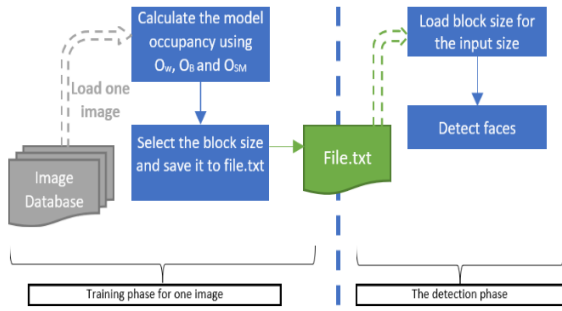 Calculate the model
occupancy using
Ow, OB and OSM
Load one
image
Select the block size
and save it to file.txt
Image
Database
File.txt
Load block size for
the input size
Detect faces
Training phase for one image
The detection phase